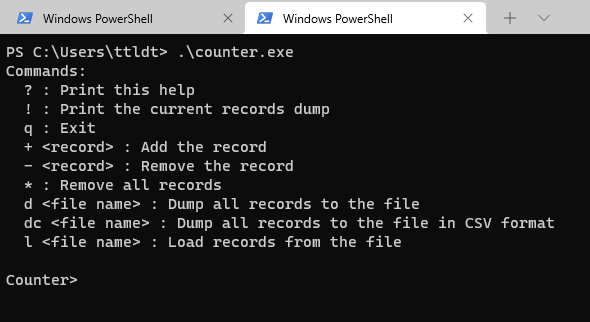 Windows PowerShell
Windows PowerShell
PS C:\Users\ttldt> .\counter.exe
Commands:
  ? : Print this help
  ! : Print the current records dump
  q : Exit
  + <record> : Add the record
  - <record> : Remove the record
  * : Remove all records
  d <file name> : Dump all records to the file
  dc <file name> : Dump all records to the file in CSV format
  l <file name> : Load records from the file
Counter>